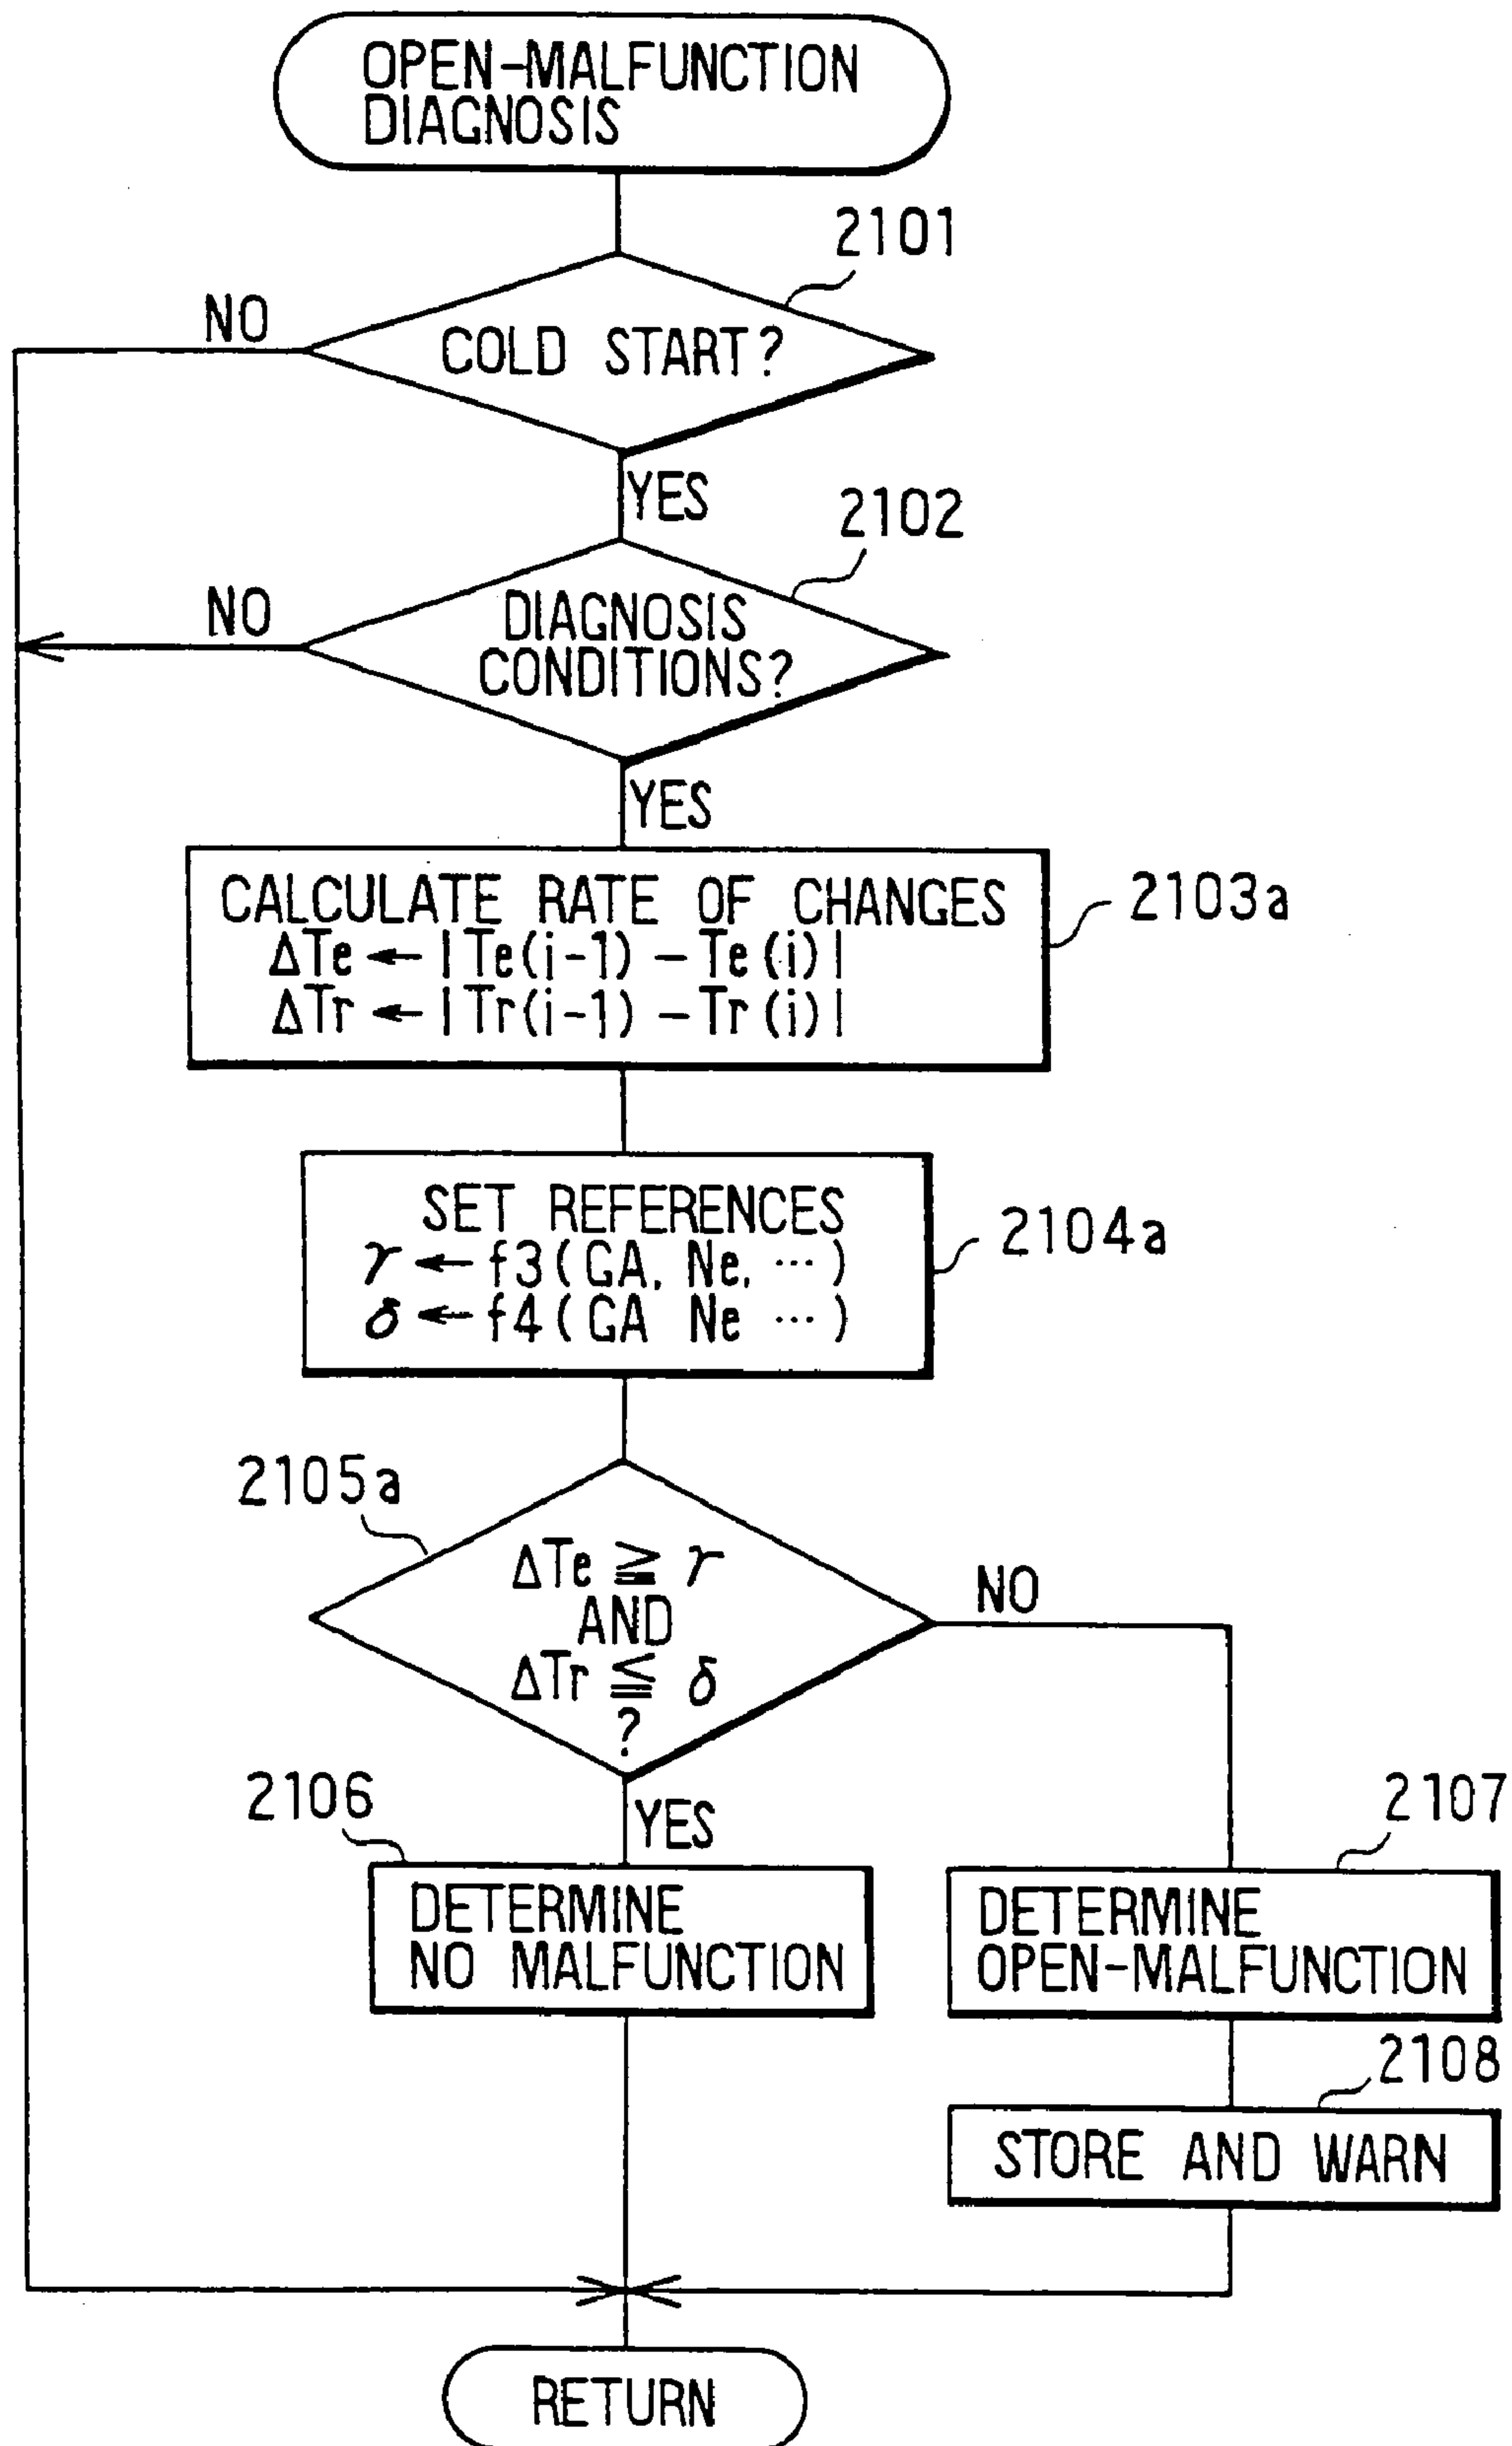 OPEN-MALFUNCTION
DIAGNOSIS
2101
NO
COLD START?
YES
2102
NO
DIAGNOSIS
CONDITIONS?
YES
CALCULATE RATE OF CHANGES
ΔTe ← |Te(i-1) - Te(i)|
ΔTr ← |Tr(i-1) - Tr(i)|
2103a
SET REFERENCES
γ ← f3(GA, Ne, ···)
δ ← f4(GA Ne ···)
2104a
2105a
ΔTe ≧ γ
AND
ΔTr ≦ δ
?
NO
YES
2106
2107
DETERMINE
NO MALFUNCTION
DETERMINE
OPEN-MALFUNCTION
2108
STORE AND WARN
RETURN